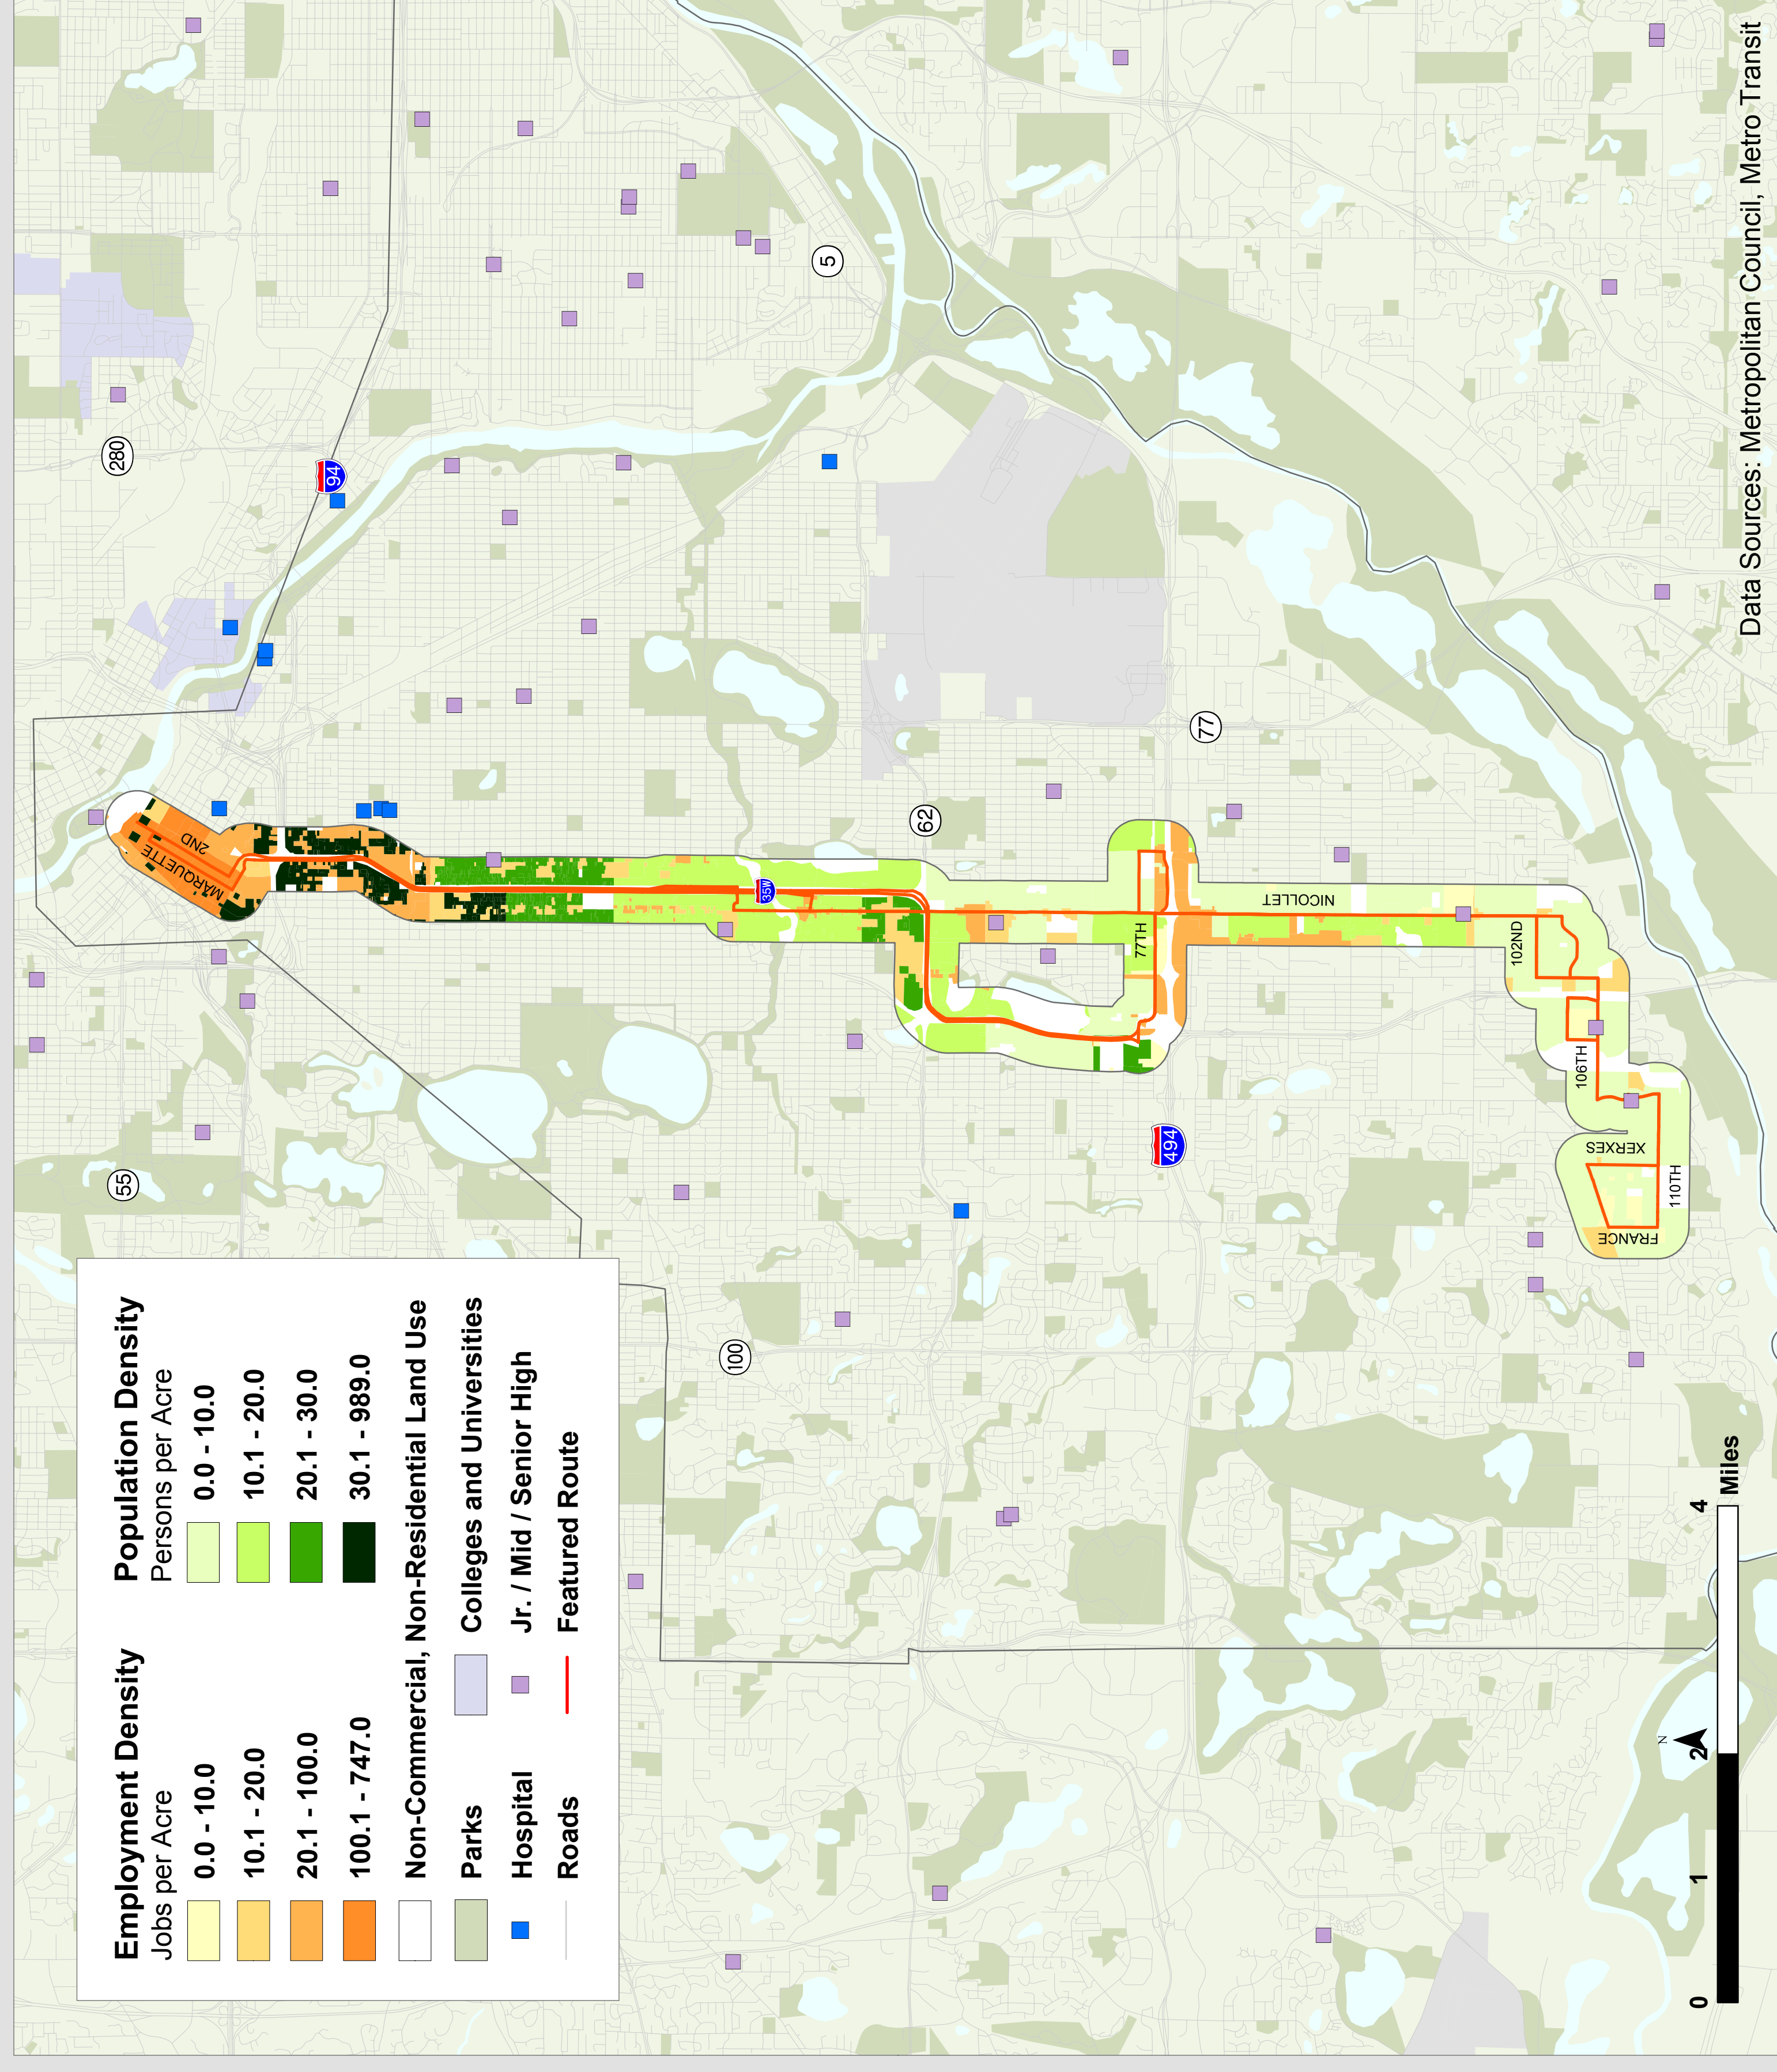 Employment Density
Jobs per Acre
0.0 - 10.0
10.1 - 20.0
20.1 - 100.0
100.1 - 747.0
Population Density
Persons per Acre
0.0 - 10.0
10.1 - 20.0
20.1 - 30.0
30.1 - 989.0
Non-Commercial, Non-Residential Land Use
Parks
Colleges and Universities
Hospital
Jr. / Mid / Senior High
Roads
Featured Route
55
100
280
94
5
MARQUETTE
2ND
35W
62
77TH
77
494
NICOLLET
102ND
106TH
XERXES
FRANCE
110TH
N
0 1 2 4
Miles
Data Sources: Metropolitan Council, Metro Transit